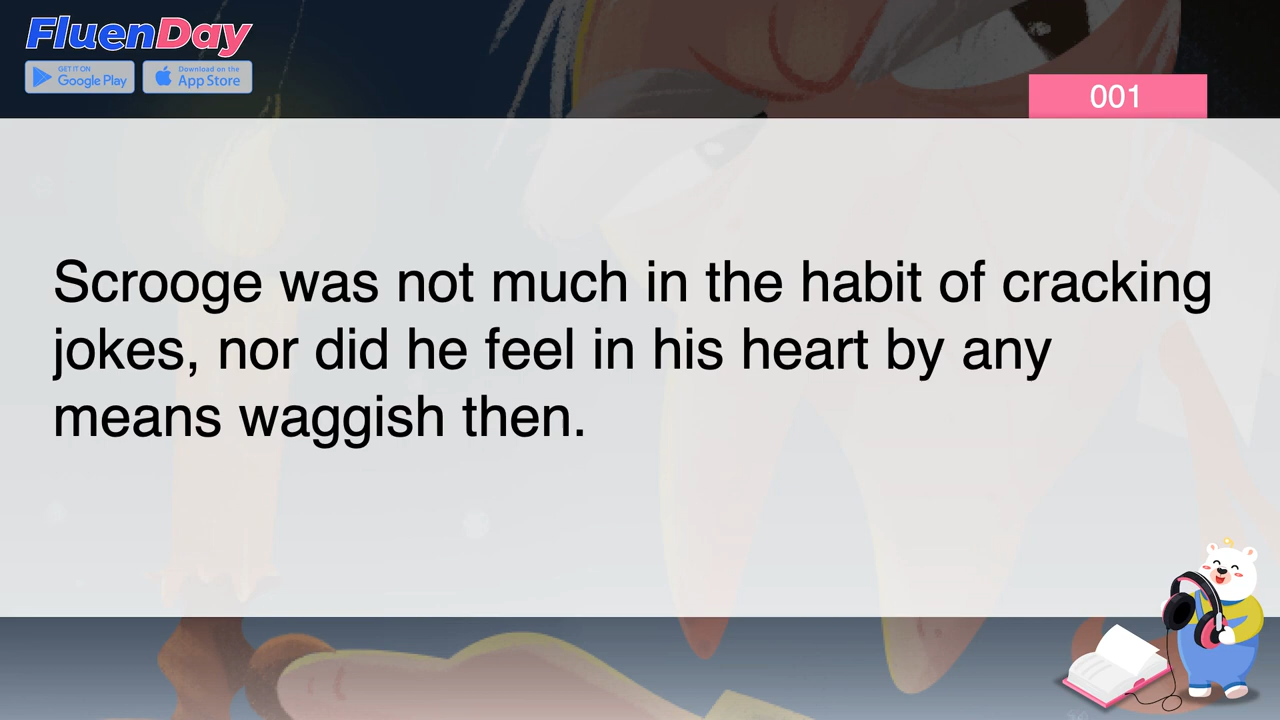 FluenDay
GET IT ON
Google Play
Download on the
App Store
001
Scrooge was not much in the habit of cracking
jokes, nor did he feel in his heart by any
means waggish then.